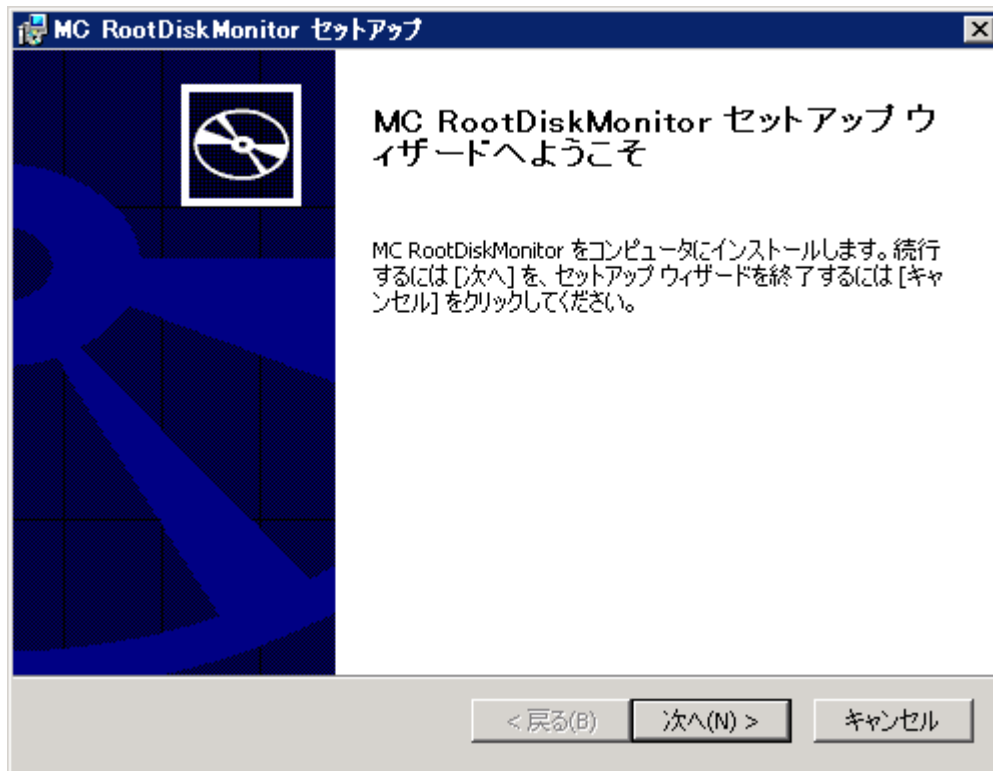 MC RootDiskMonitor セットアップ
MC RootDiskMonitor セットアップ ウ
ィザードへようこそ
MC RootDiskMonitor をコンピュータにインストールします。続行
するには [次へ] を、セットアップ ウィザードを終了するには [キャ
ンセル] をクリックしてください。
< 戻る(B) 次へ(N) > キャンセル